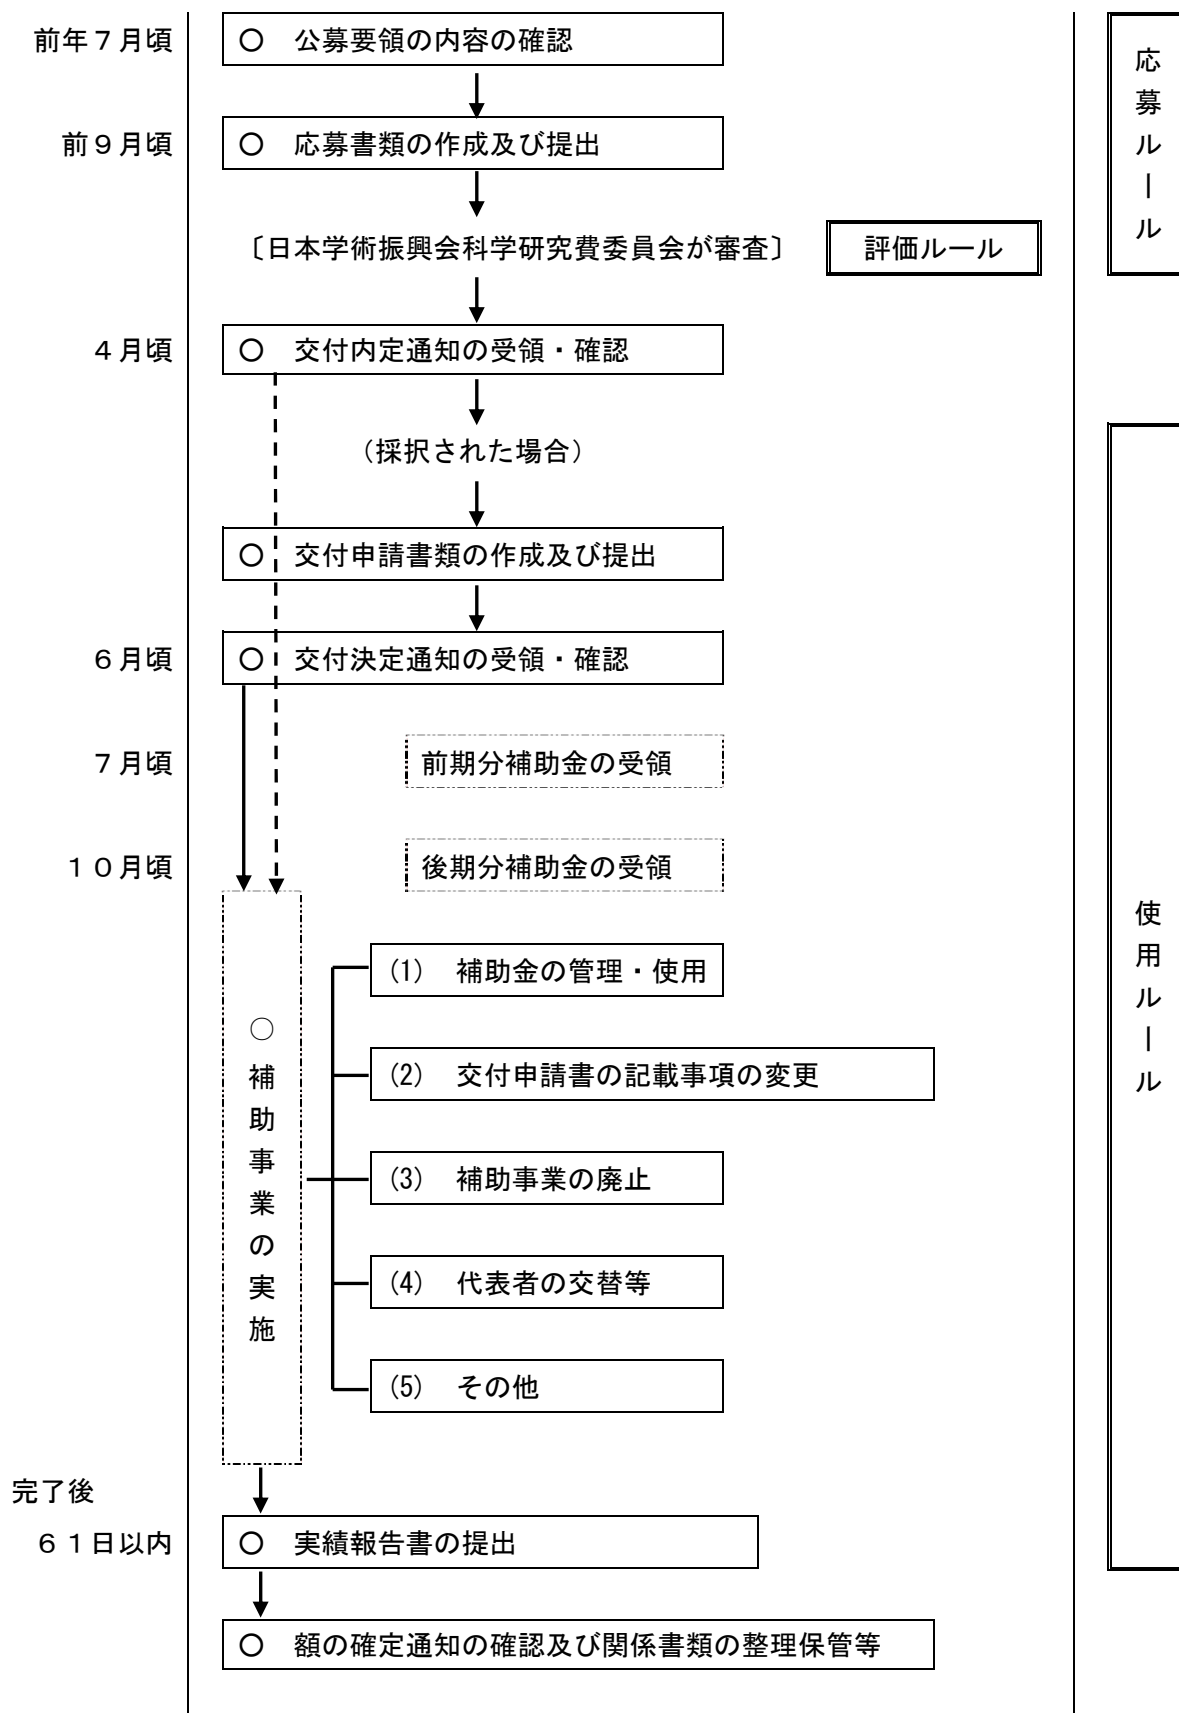 前年７月頃
○　公募要領の内容の確認
応募ルール
前９月頃
○　応募書類の作成及び提出
〔日本学術振興会科学研究費委員会が審査〕
評価ルール
４月頃
○　交付内定通知の受領・確認
（採択された場合）
○　交付申請書類の作成及び提出
６月頃
○　交付決定通知の受領・確認
７月頃
前期分補助金の受領
１０月頃
後期分補助金の受領
使用ルール
○補助事業の実施
(1)　補助金の管理・使用
(2)　交付申請書の記載事項の変更
(3)　補助事業の廃止
(4)　代表者の交替等
(5)　その他
完了後
６１日以内
○　実績報告書の提出
○　額の確定通知の確認及び関係書類の整理保管等